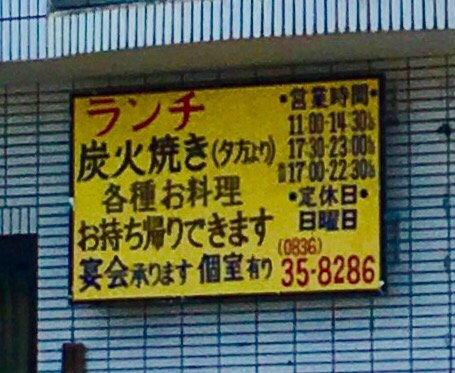 ランチ
炭火焼き(夕方より)
各種お料理
お持ち帰りできます
宴会承ります 個室有り
•営業時間•
11:00-14:30
17:30-23:00
17:00-22:30
•定休日•
日曜日
(0836)
35-8286